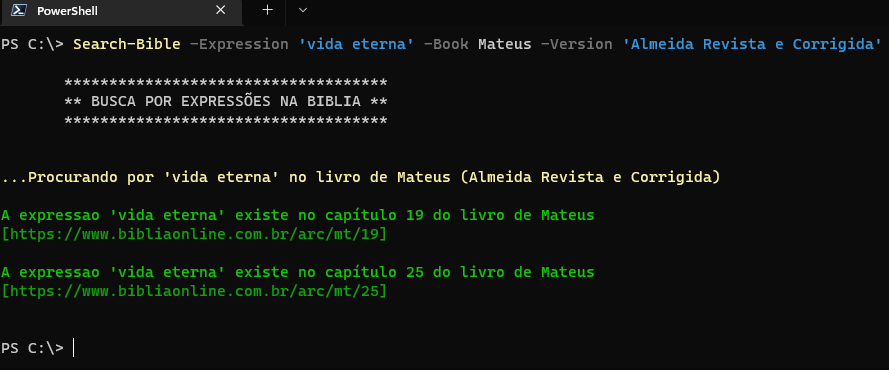 PowerShell
PS C:\> Search-Bible -Expression 'vida eterna' -Book Mateus -Version 'Almeida Revista e Corrigida'
************************************
** BUSCA POR EXPRESSÕES NA BIBLIA **
************************************
...Procurando por 'vida eterna' no livro de Mateus (Almeida Revista e Corrigida)
A expressao 'vida eterna' existe no capítulo 19 do livro de Mateus
[https://www.bibliaonline.com.br/arc/mt/19]
A expressao 'vida eterna' existe no capítulo 25 do livro de Mateus
[https://www.bibliaonline.com.br/arc/mt/25]
PS C:\>